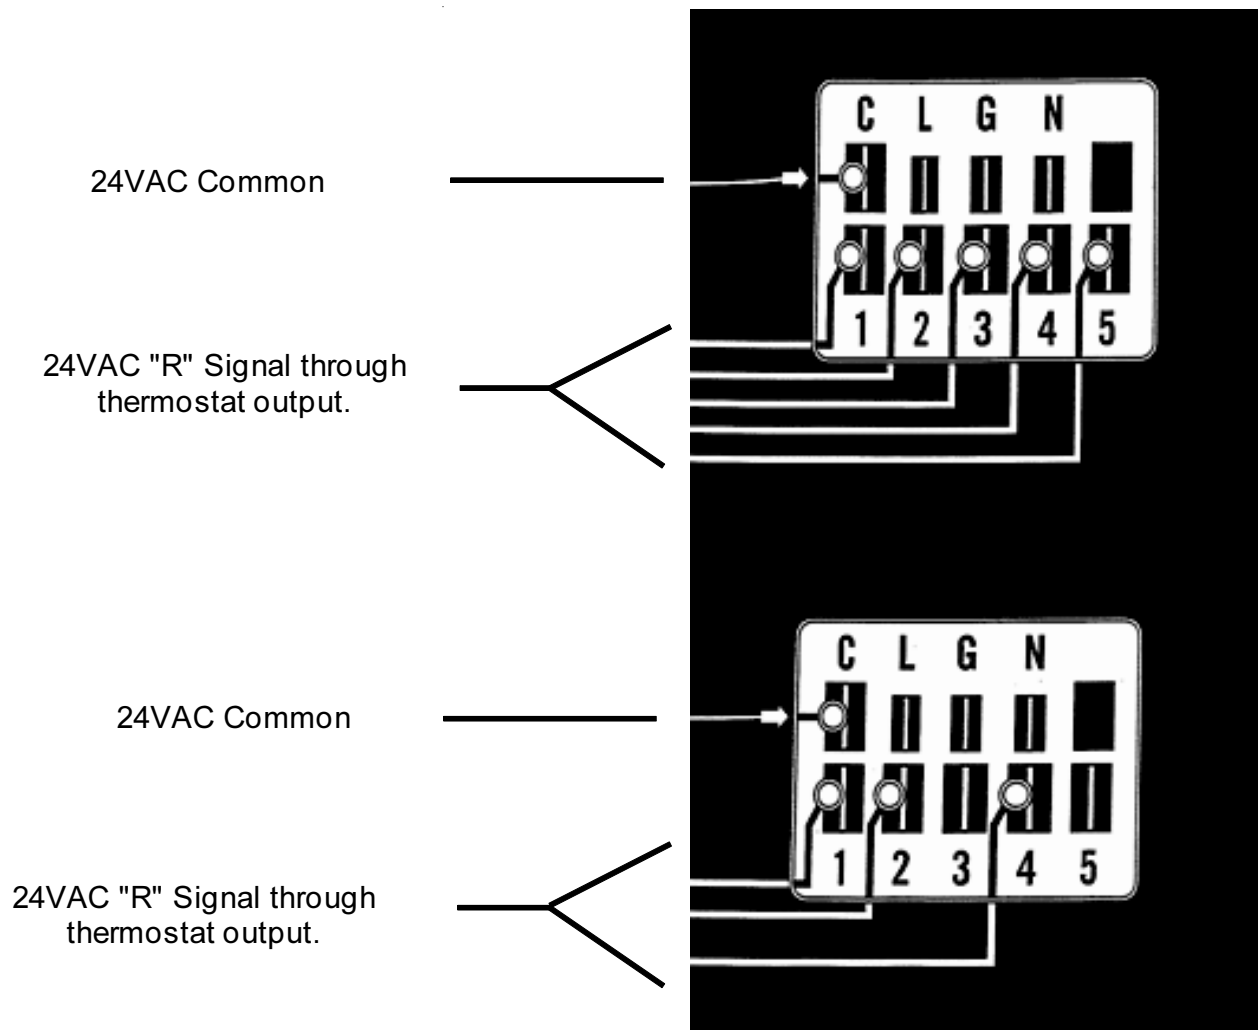 C L G N
24VAC Common
1 2 3 4 5
24VAC "R" Signal through
thermostat output.
C L G N
24VAC Common
1 2 3 4 5
24VAC "R" Signal through
thermostat output.